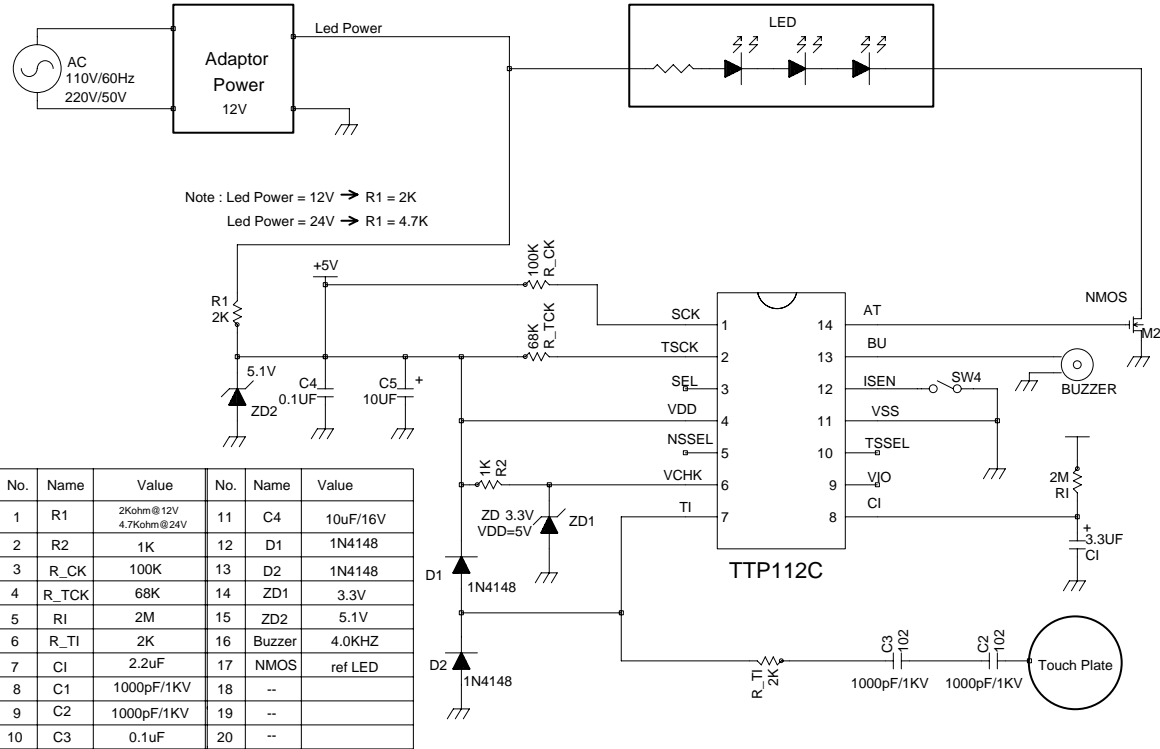 LED
Led Power
AC
110V/60Hz
220V/50V
Adaptor
Power
12V
Note : Led Power = 12V → R1 = 2K
Led Power = 24V → R1 = 4.7K
+5V
100K
R_CK
R1
2K
68K
R_TCK
5.1V
ZD2
C4
0.1UF
C5
+
10UF
SCK
TSCK
SEL
VDD
NSSEL
VCHK
TI
1
2
3
4
5
6
7
14
13
12
11
10
9
8
AT
BU
ISEN
VSS
TSSEL
VIO
CI
TTP112C
NMOS
M2
BUZZER
SW4
2M
RI
+
3.3UF
CI
1K
R2
ZD 3.3V
VDD=5V
ZD1
D1
1N4148
D2
1N4148
R_TI
2K
C3
102
1000pF/1KV
C2
102
1000pF/1KV
Touch Plate
No. Name Value No. Name Value
1 R1 2Kohm@12V 4.7Kohm@24V 11 C4 10uF/16V
2 R2 1K 12 D1 1N4148
3 R_CK 100K 13 D2 1N4148
4 R_TCK 68K 14 ZD1 3.3V
5 RI 2M 15 ZD2 5.1V
6 R_TI 2K 16 Buzzer 4.0KHZ
7 CI 2.2uF 17 NMOS ref LED
8 C1 1000pF/1KV 18 --
9 C2 1000pF/1KV 19 --
10 C3 0.1uF 20 --